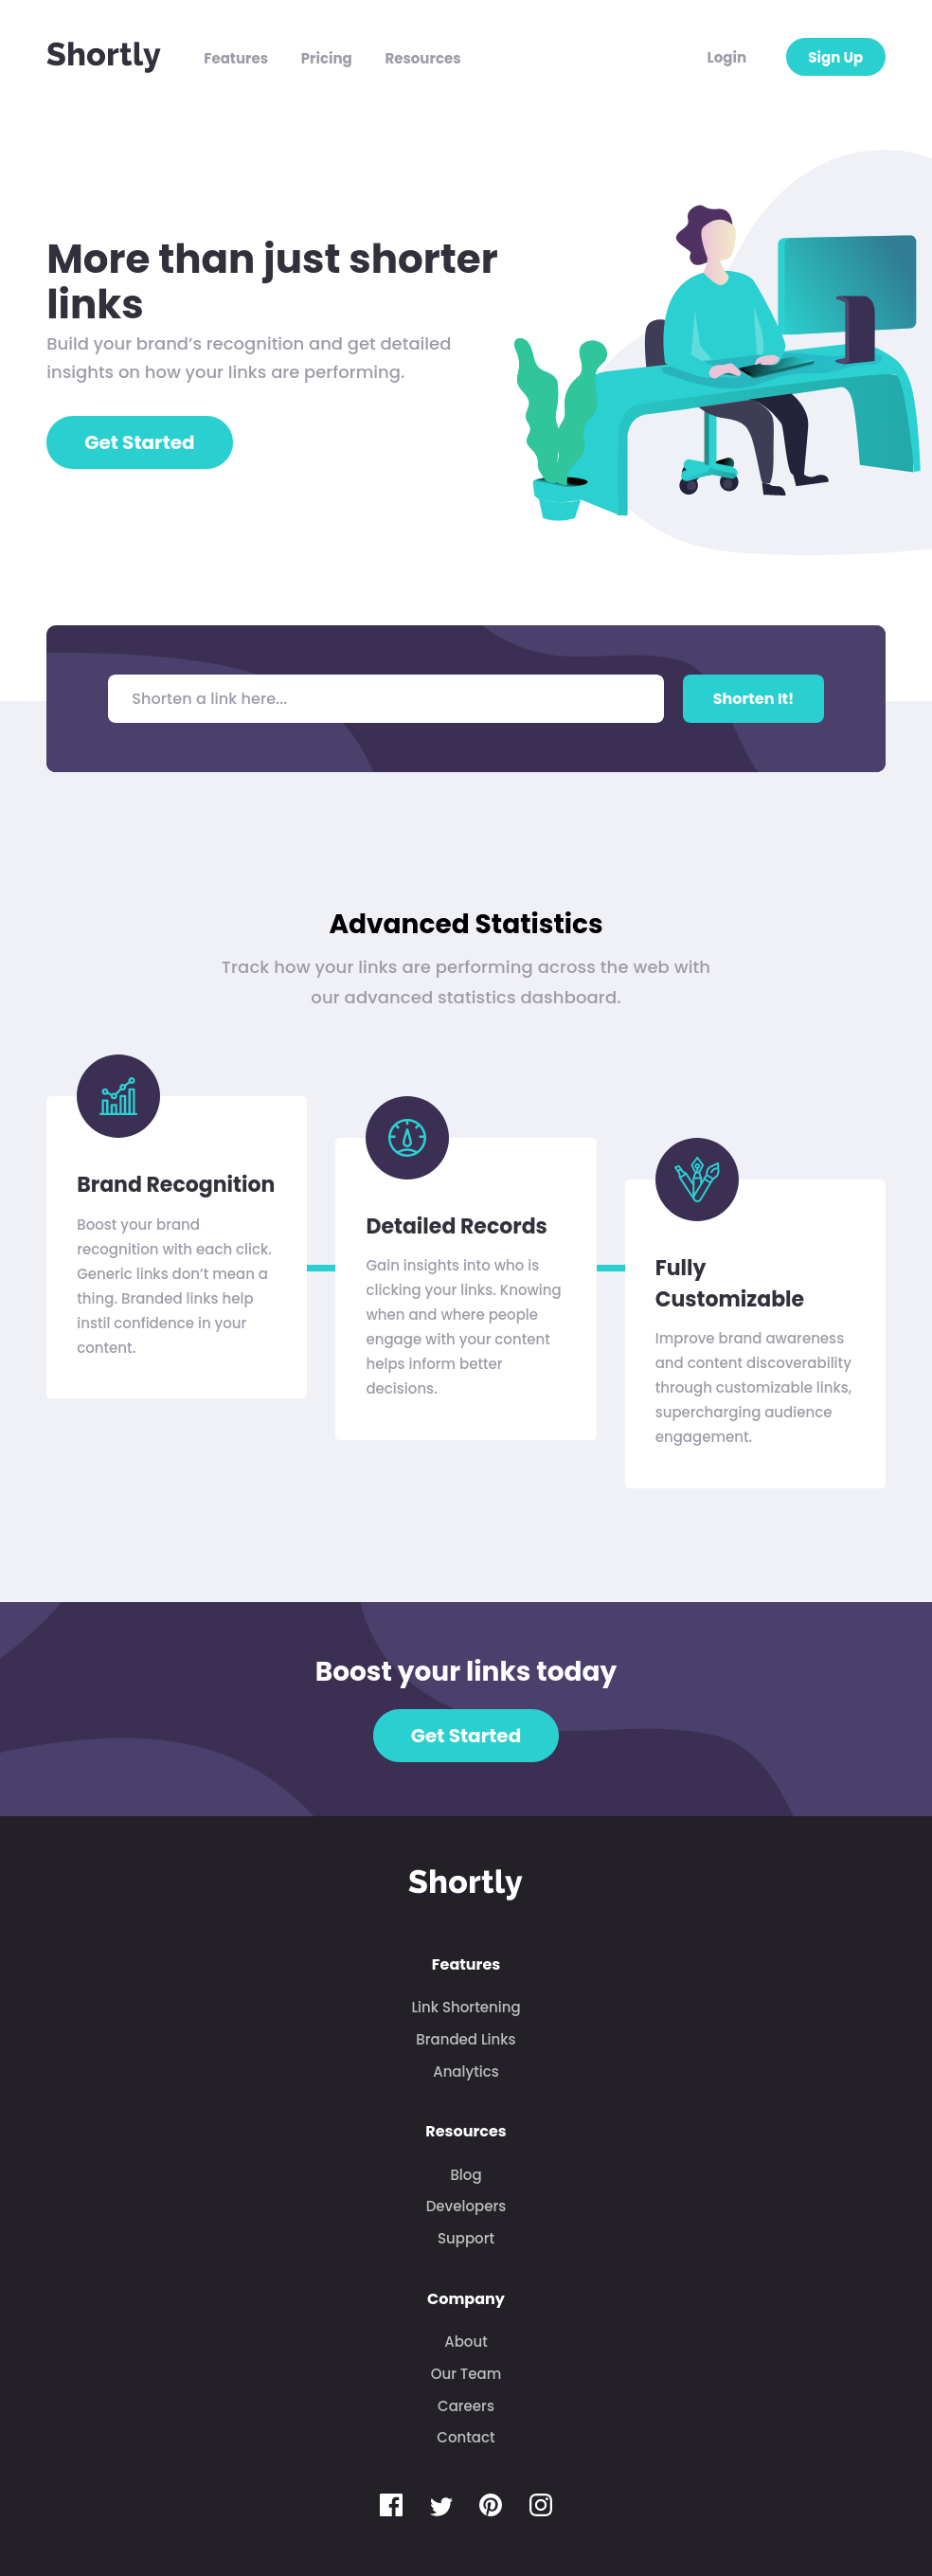 Shortly
Features
Pricing
Resources
Login
Sign Up
More than just shorter
links
Build your brand’s recognition and get detailed
insights on how your links are performing.
Get Started
Shorten a link here...
Shorten It!
Advanced Statistics
Track how your links are performing across the web with
our advanced statistics dashboard.
Brand Recognition
Boost your brand
recognition with each click.
Generic links don’t mean a
thing. Branded links help
instil confidence in your
content.
Detailed Records
Gain insights into who is
clicking your links. Knowing
when and where people
engage with your content
helps inform better
decisions.
Fully
Customizable
Improve brand awareness
and content discoverability
through customizable links,
supercharging audience
engagement.
Boost your links today
Get Started
Shortly
Features
Link Shortening
Branded Links
Analytics
Resources
Blog
Developers
Support
Company
About
Our Team
Careers
Contact